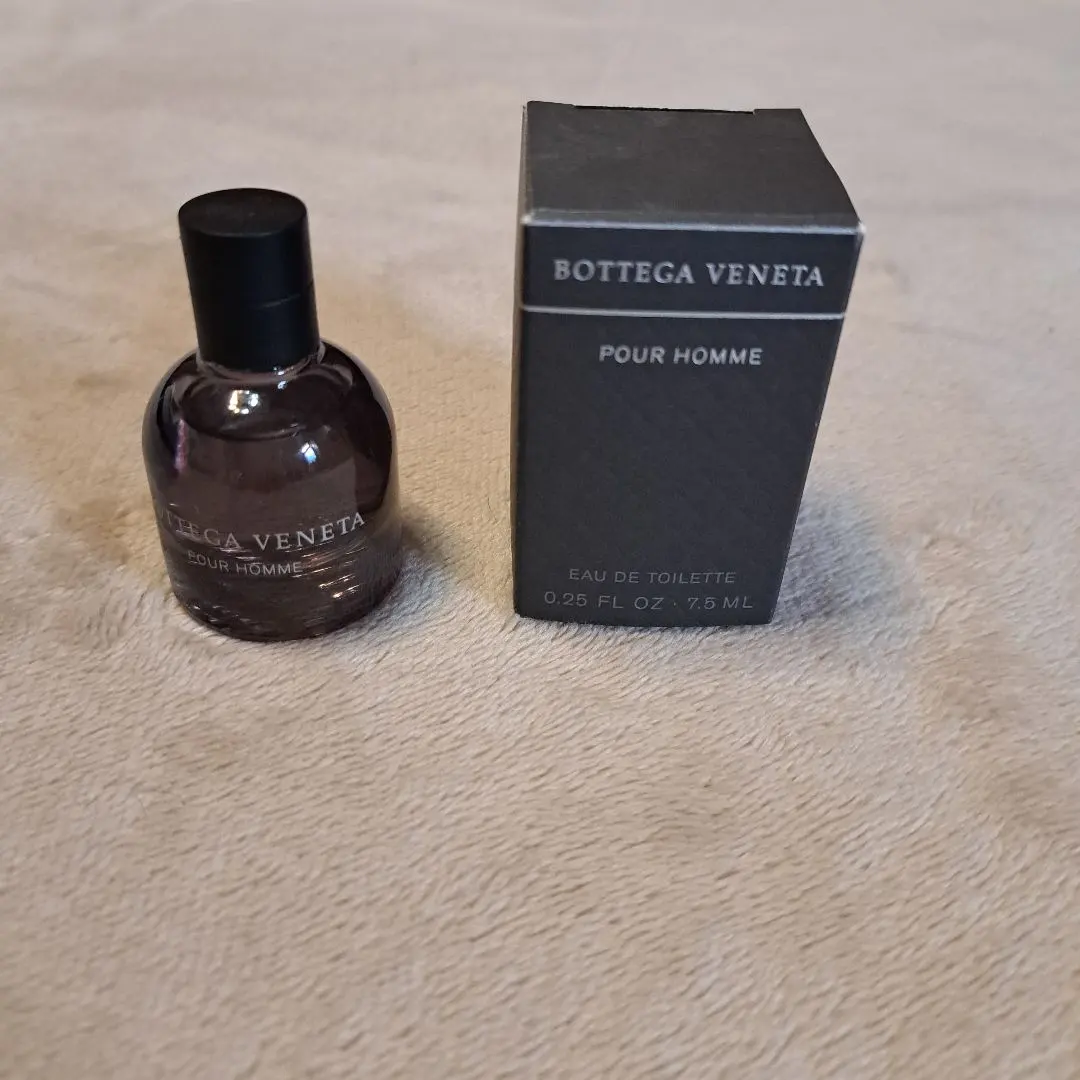 VENETA
POUR HOMME
BOTTEGA VENETA
POUR HOMME
EAU DE TOILETTE
0.25 FL OZ · 7.5 ML